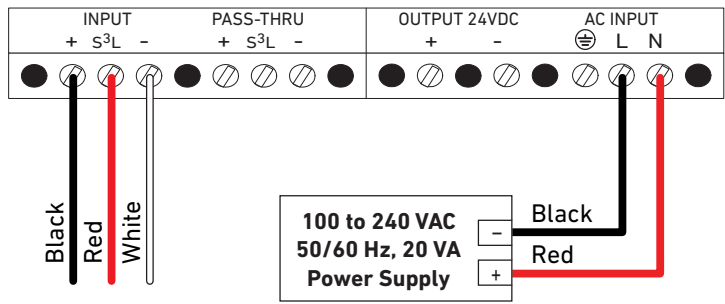 INPUT PASS-THRU OUTPUT 24VDC AC INPUT
+ S³L - + S³L - + - L N
Black
Red
White
100 to 240 VAC
50/60 Hz, 20 VA
Power Supply
- Black
+ Red